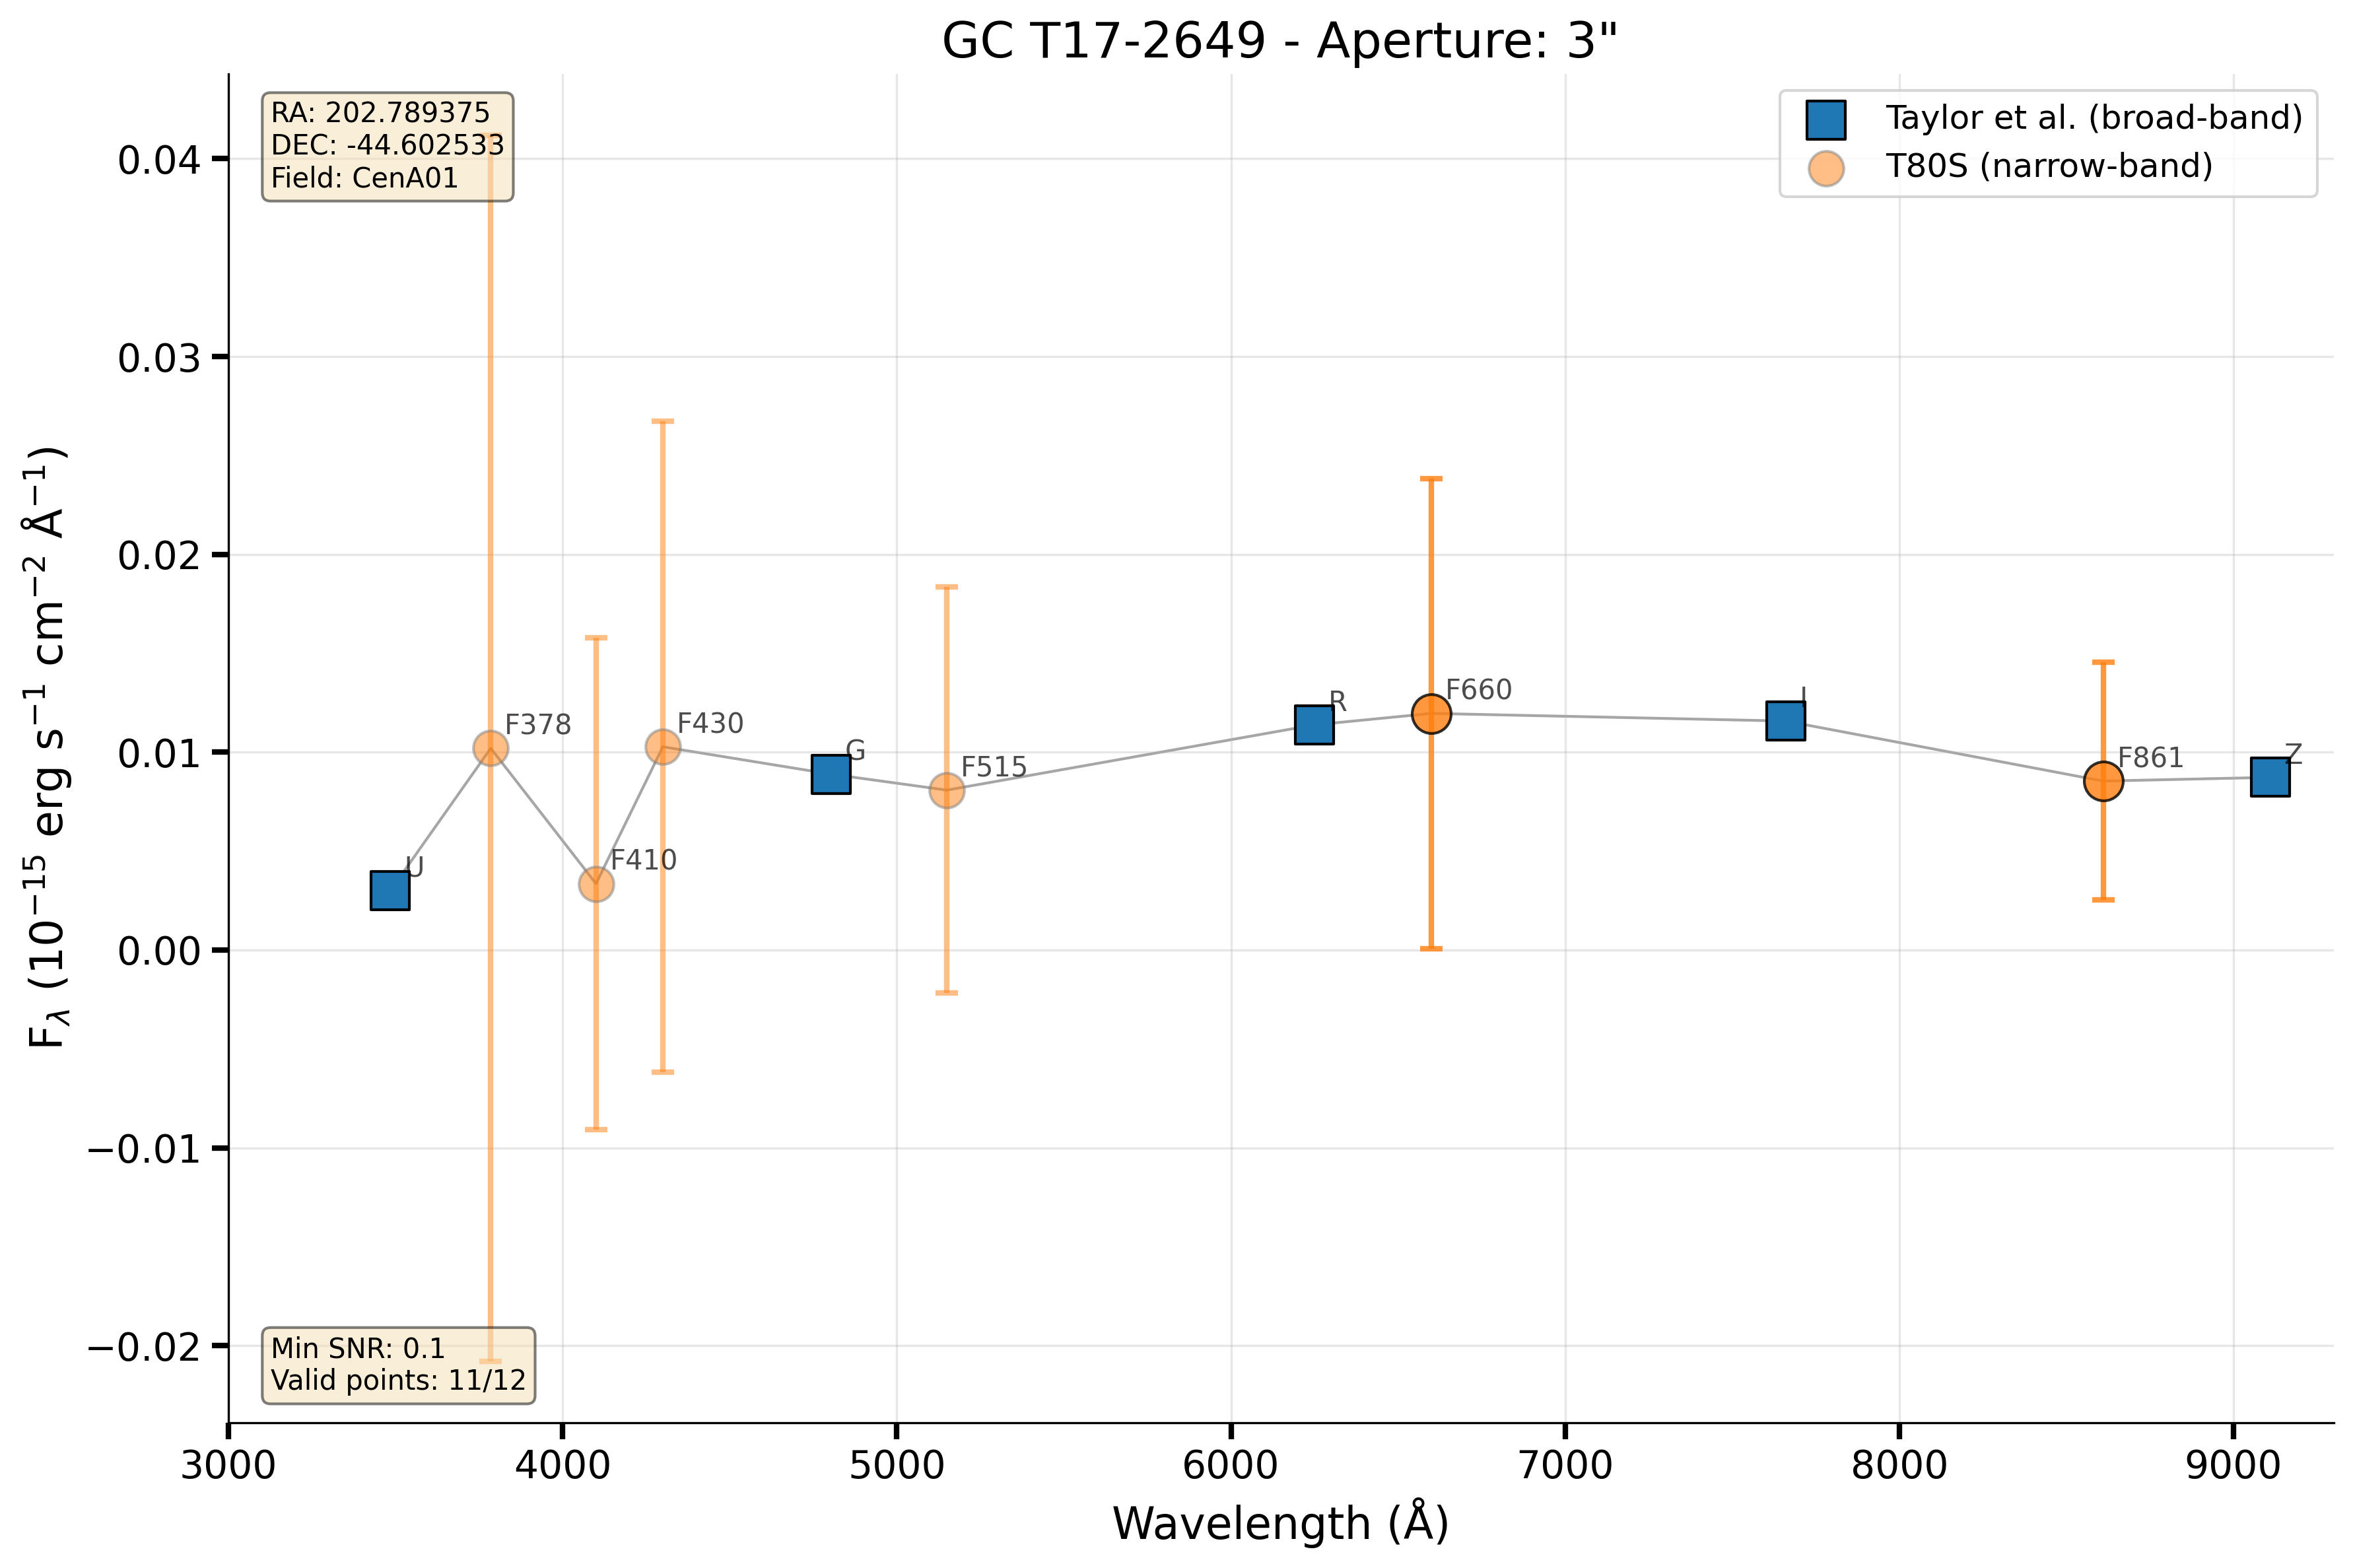 GC T17-2649 - Aperture: 3"
RA: 202.789375
DEC: -44.602533
Field: CenA01
Taylor et al. (broad-band)
T80S (narrow-band)
0.04
0.03
0.02
0.01
0.00
−0.01
−0.02
F$_λ$ (10$^{−15}$ erg s$^{−1}$ cm$^{−2}$ Å$^{−1}$)
U
F378
F410
F430
G
F515
R
F660
I
F861
Z
Min SNR: 0.1
Valid points: 11/12
3000 4000 5000 6000 7000 8000 9000
Wavelength (Å)